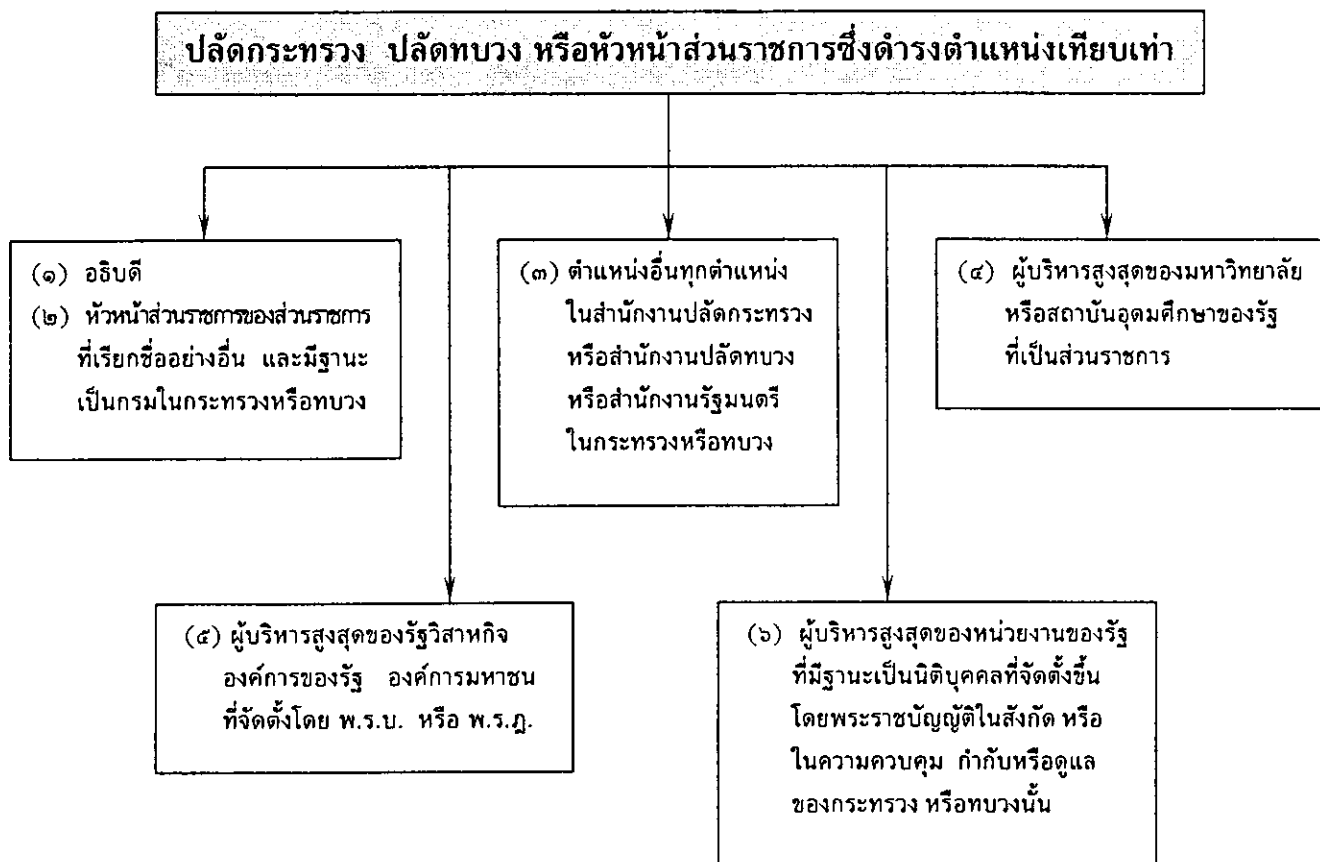 ปลัดกระทรวง ปลัดทบวง หรือหัวหน้าส่วนราชการซึ่งดำรงตำแหน่งเทียบเท่า
(๑) อธิบดี
(๒) หัวหน้าส่วนราชการของส่วนราชการ
ที่เรียกชื่ออย่างอื่น และมีฐานะ
เป็นกรมในกระทรวงหรือทบวง
(๓) ตำแหน่งอื่นทุกตำแหน่ง
ในสำนักงานปลัดกระทรวง
หรือสำนักงานปลัดทบวง
หรือสำนักงานรัฐมนตรี
ในกระทรวงหรือทบวง
(๔) ผู้บริหารสูงสุดของมหาวิทยาลัย
หรือสถาบันอุดมศึกษาของรัฐ
ที่เป็นส่วนราชการ
(๕) ผู้บริหารสูงสุดของรัฐวิสาหกิจ
องค์การของรัฐ องค์การมหาชน
ที่จัดตั้งโดย พ.ร.บ. หรือ พ.ร.ฎ.
(๖) ผู้บริหารสูงสุดของหน่วยงานของรัฐ
ที่มีฐานะเป็นนิติบุคคลที่จัดตั้งขึ้น
โดยพระราชบัญญัติในสังกัด หรือ
ในความควบคุม กำกับหรือดูแล
ของกระทรวง หรือทบวงนั้น